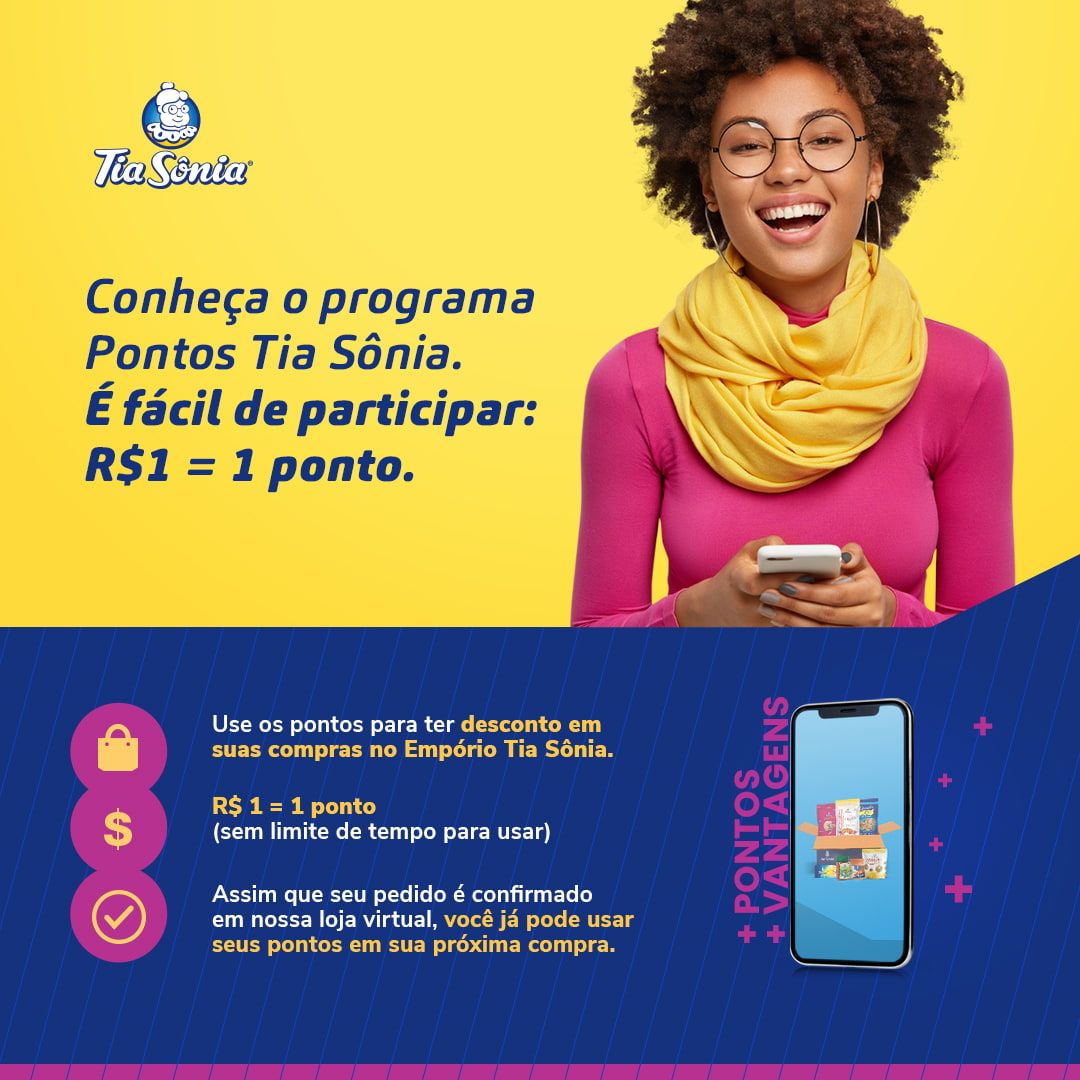 Tia Sônia
Conheça o programa
Pontos Tia Sônia.
É fácil de participar:
R$1 = 1 ponto.
Use os pontos para ter desconto em
suas compras no Empório Tia Sônia.
R$ 1 = 1 ponto
(sem limite de tempo para usar)
Assim que seu pedido é confirmado
em nossa loja virtual, você já pode usar
seus pontos em sua próxima compra.
+ PONTOS
+ VANTAGENS